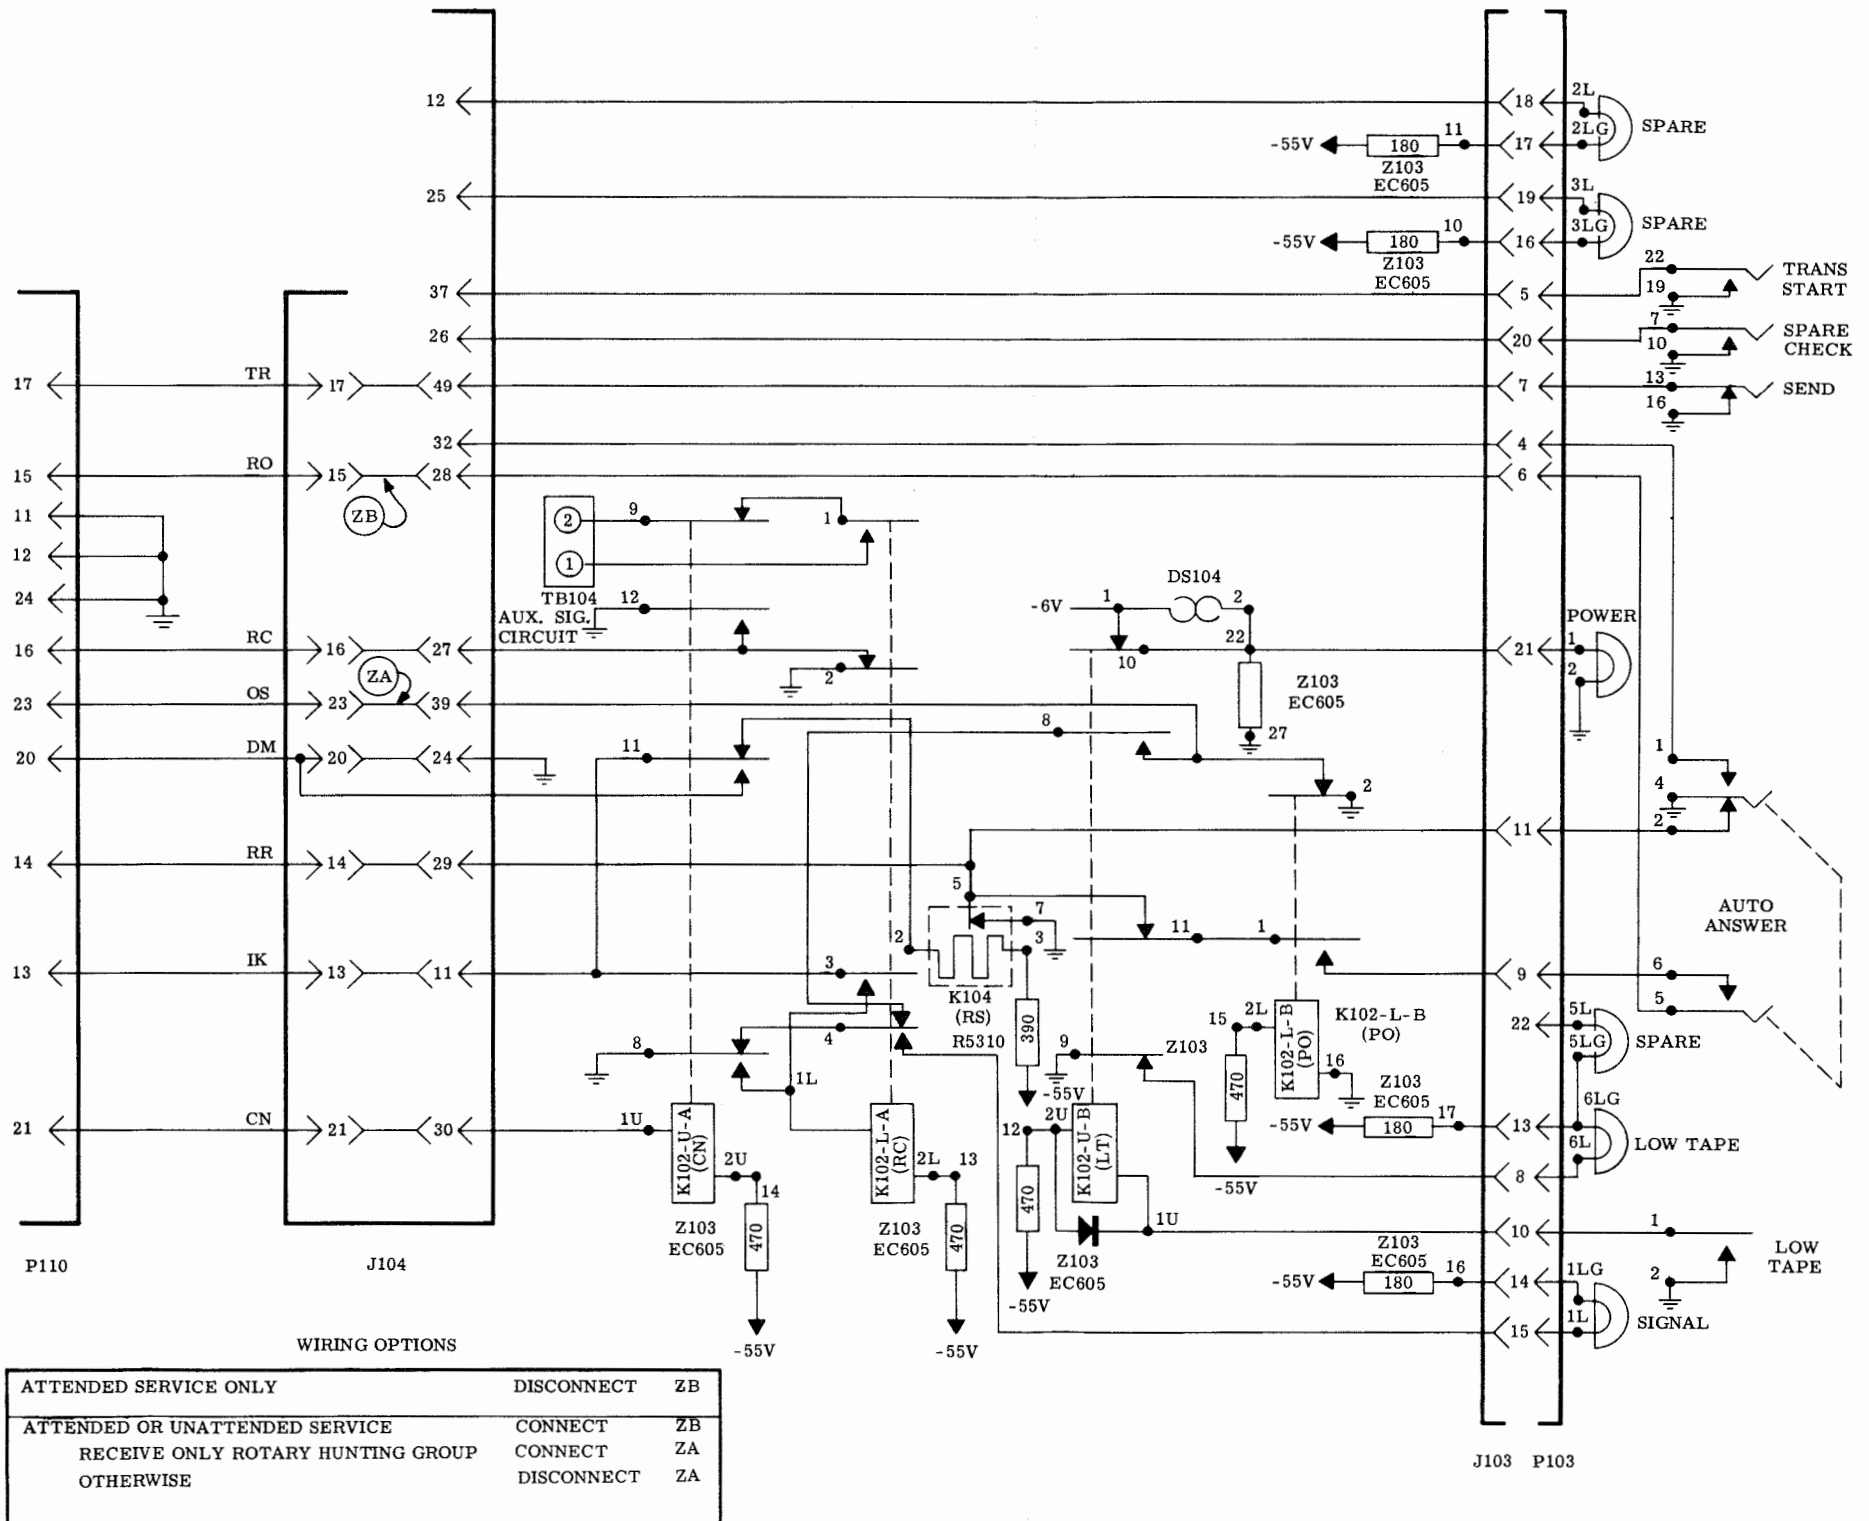 12
18
2L
SPARE
-55V
180
11
17
2LG
Z103
EC605
25
19
3L
SPARE
-55V
180
10
16
3LG
Z103
EC605
37
5
22
19
TRANS
START
26
20
7
10
SPARE
CHECK
17
TR
17
49
7
13
16
SEND
32
4
15
RO
15
28
6
ZB
11
12
24
2
9
1
1
TB104
AUX. SIG.
CIRCUIT
12
-6V
1
DS104
2
22
POWER
16
RC
16
27
2
10
21
1
2
ZA
Z103
EC605
27
23
OS
23
39
8
20
DM
20
24
11
2
1
4
2
11
14
RR
14
29
5
7
2
3
11
1
AUTO
ANSWER
13
IK
13
11
3
K104
(RS)
9
6
5
4
R5310
390
-55V
8
1L
9
Z103
15
2L
K102-L-B
(PO)
K102-L-B
(PO)
16
470
-55V
22
5L
5LG
SPARE
Z103
EC605
-55V
180
17
13
6LG
6L
LOW TAPE
8
21
CN
21
30
1U
K102-U-A
(CN)
2U
14
Z103
EC605
470
-55V
K102-L-A
(RC)
2L
13
Z103
EC605
470
-55V
12
2U
K102-U-B
(LT)
470
-55V
1U
Z103
EC605
10
1
2
LOW
TAPE
Z103
EC605
-55V
180
16
14
1LG
15
1L
SIGNAL
P110
J104
J103
P103
WIRING OPTIONS
ATTENDED SERVICE ONLY DISCONNECT ZB
ATTENDED OR UNATTENDED SERVICE CONNECT ZB
RECEIVE ONLY ROTARY HUNTING GROUP CONNECT ZA
OTHERWISE DISCONNECT ZA